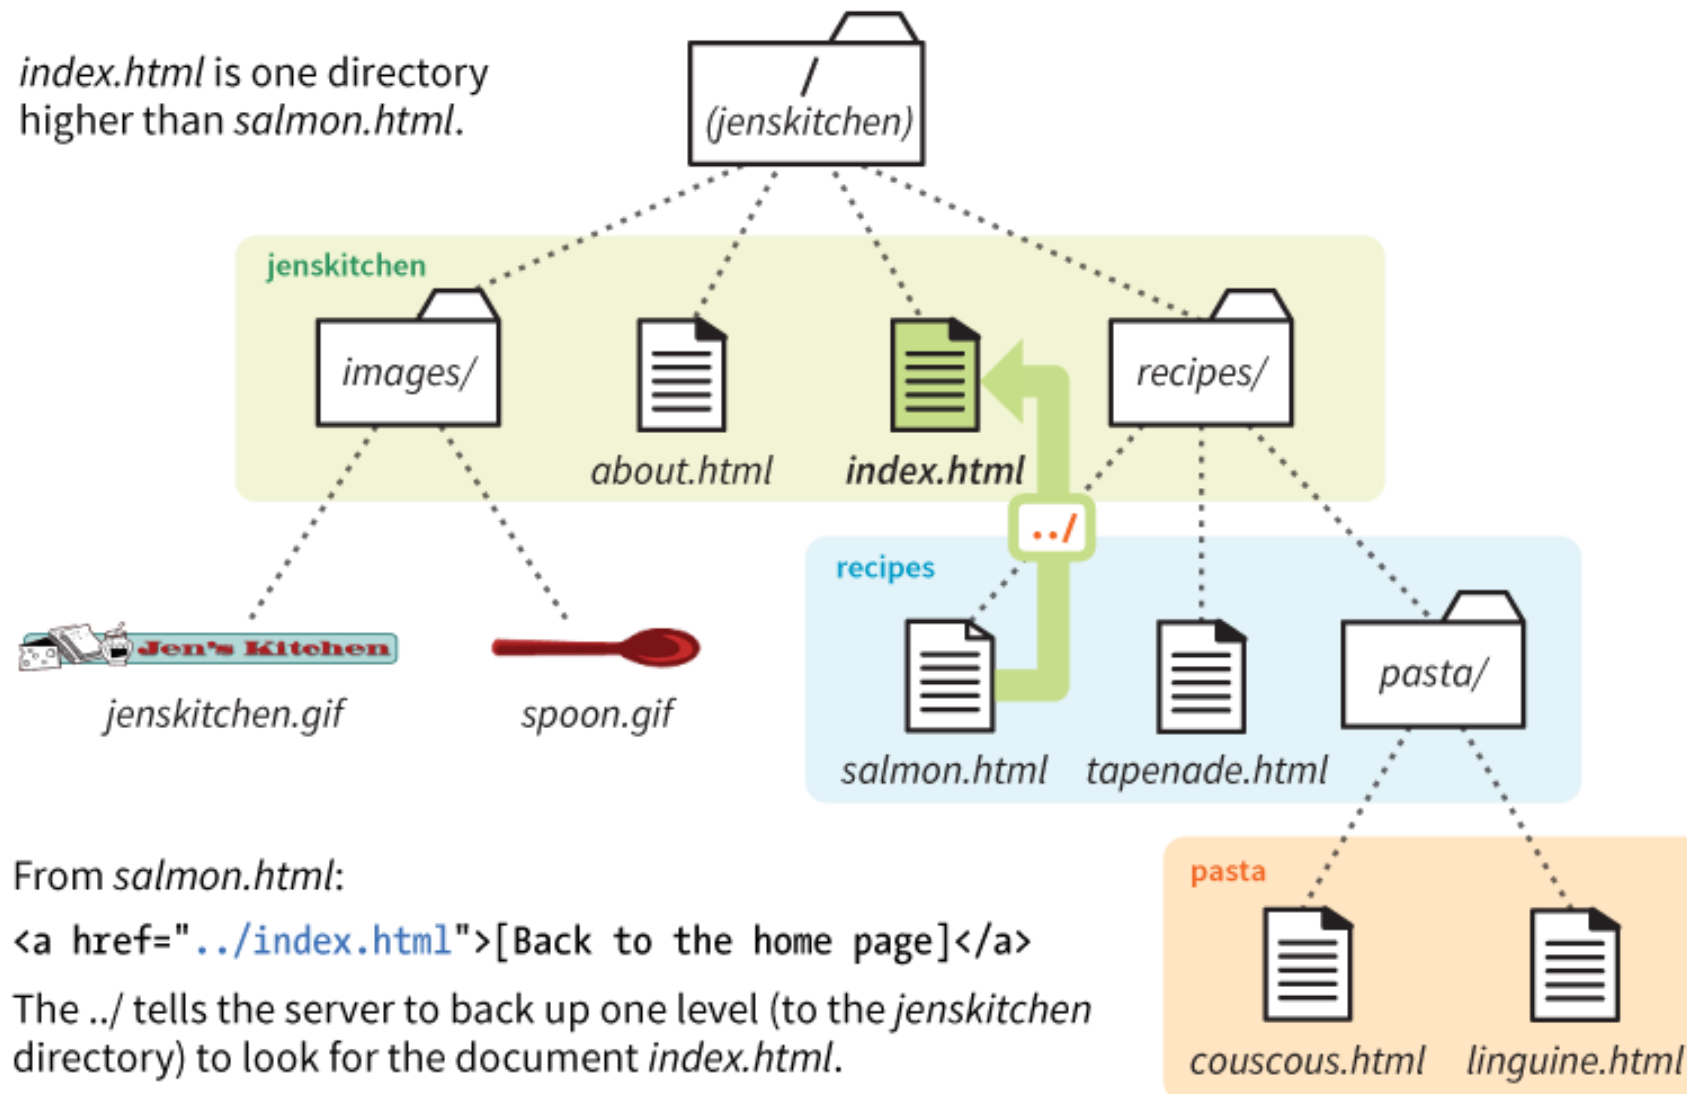 index.html is one directory
higher than salmon.html.
/
(jenskitchen)
jenskitchen
images/
about.html
index.html
recipes/
../
recipes
Jen's Kitchen
jenskitchen.gif
spoon.gif
salmon.html
tapenade.html
pasta/
From salmon.html:
<a href="../index.html">[Back to the home page]</a>
The ../ tells the server to back up one level (to the jenskitchen
directory) to look for the document index.html.
pasta
couscous.html
linguine.html